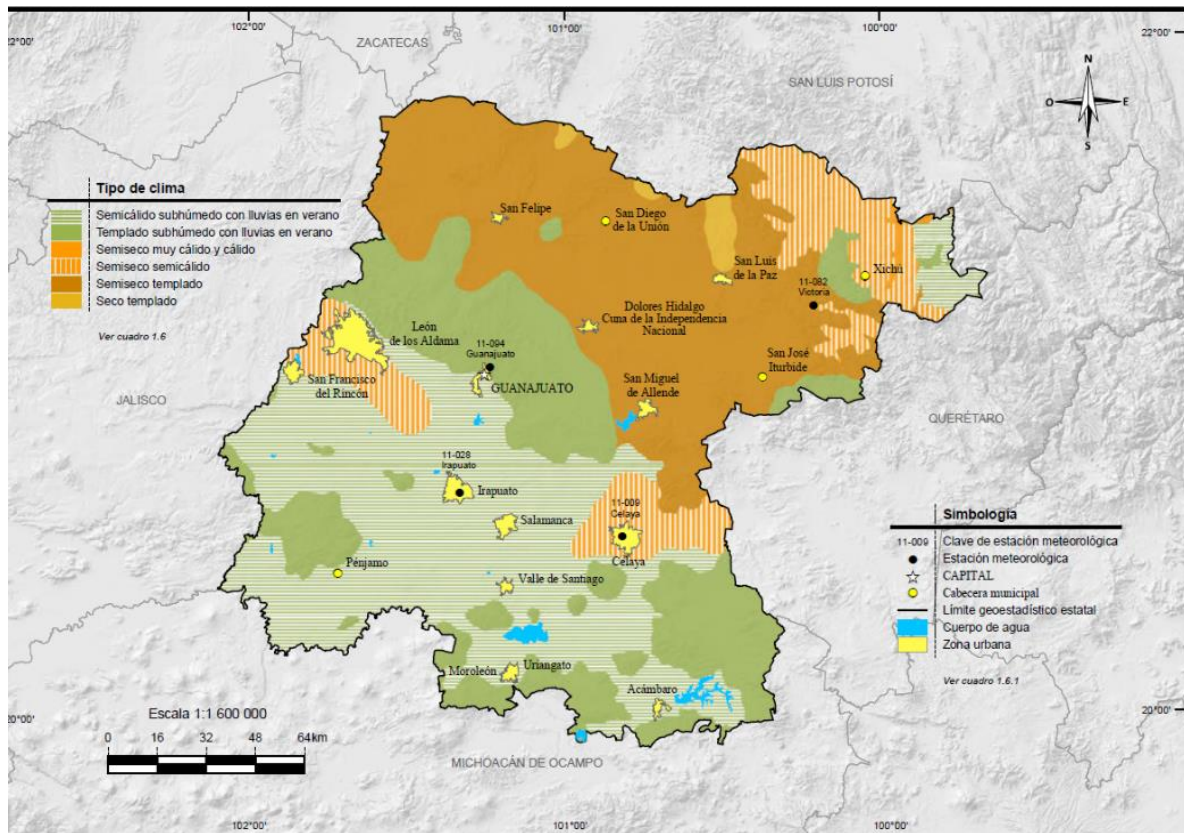 102°00'
101°00'
100°00'
22°00'
22°00'
ZACATECAS
SAN LUIS POTOSÍ
N
O
E
S
Tipo de clima
Semicálido subhúmedo con lluvias en verano
Templado subhúmedo con lluvias en verano
Semiseco muy cálido y cálido
Semiseco semicálido
Semiseco templado
Seco templado
Ver cuadro 1.6
San Felipe
San Diego
de la Unión
San Luis
de la Paz
Xichú
11-082
Victoria
Dolores Hidalgo
Cuna de la Independencia
Nacional
León
de los Aldama
11-094
Guanajuato
GUANAJUATO
San José
Iturbide
San Francisco
del Rincón
San Miguel
de Allende
JALISCO
QUERÉTARO
11-028
Irapuato
Irapuato
Salamanca
11-009
Celaya
Celaya
Pénjamo
Valle de Santiago
Moroleón
Uriangato
Acámbaro
Simbología
11-009 Clave de estación meteorológica
Estación meteorológica
CAPITAL
Cabecera municipal
Límite geoestadístico estatal
Cuerpo de agua
Zona urbana
Ver cuadro 1.6.1
20°00'
20°00'
Escala 1:1 600 000
0 16 32 48 64km
MICHOACÁN DE OCAMPO
102°00'
101°00'
100°00'